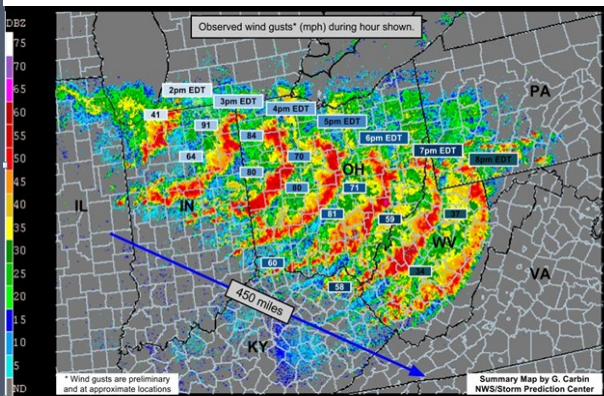 DBZ
75
70
65
60
55
50
45
40
35
30
25
20
15
10
5
ND
Observed wind gusts* (mph) during hour shown.
2pm EDT
3pm EDT
4pm EDT
5pm EDT
6pm EDT
7pm EDT
8pm EDT
41
91
64
84
80
70
80
71
81
60
59
58
37
34
PA
OH
IL
IN
WV
VA
KY
450 miles
* Wind gusts are preliminary
and at approximate locations
Summary Map by G. Carbin
NWS/Storm Prediction Center